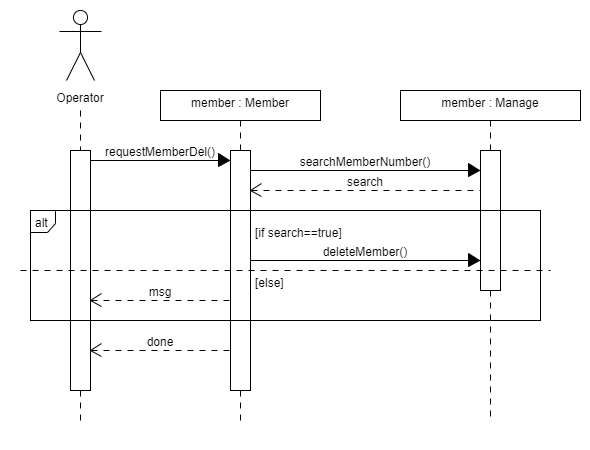 Operator
member : Member
member : Manage
requestMemberDel()
searchMemberNumber()
search
alt
[if search==true]
deleteMember()
[else]
msg
done